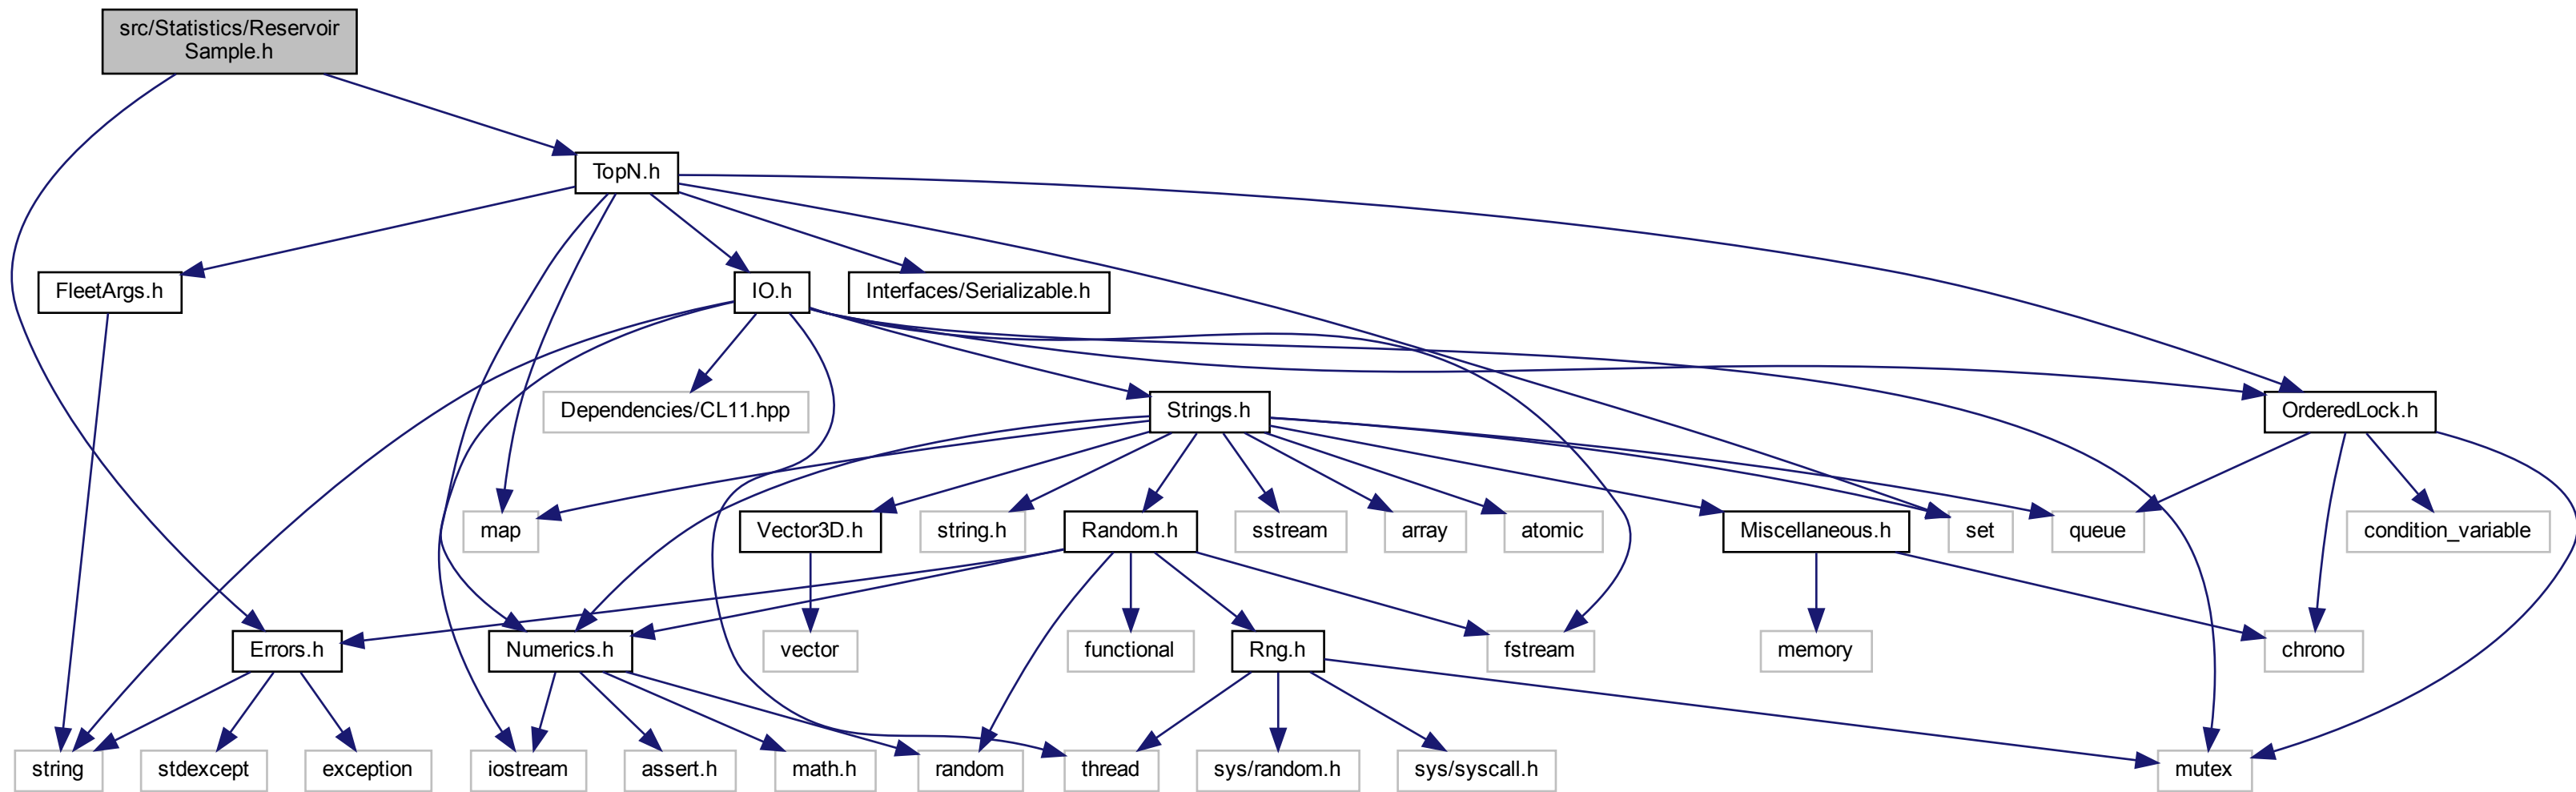 src/Statistics/Reservoir
Sample.h
TopN.h
FleetArgs.h
IO.h
Interfaces/Serializable.h
Dependencies/CL11.hpp
Strings.h
OrderedLock.h
map
Vector3D.h
string.h
Random.h
sstream
array
atomic
Miscellaneous.h
set
queue
condition_variable
Errors.h
Numerics.h
vector
functional
Rng.h
fstream
memory
chrono
string
stdexcept
exception
iostream
assert.h
math.h
random
thread
sys/random.h
sys/syscall.h
mutex